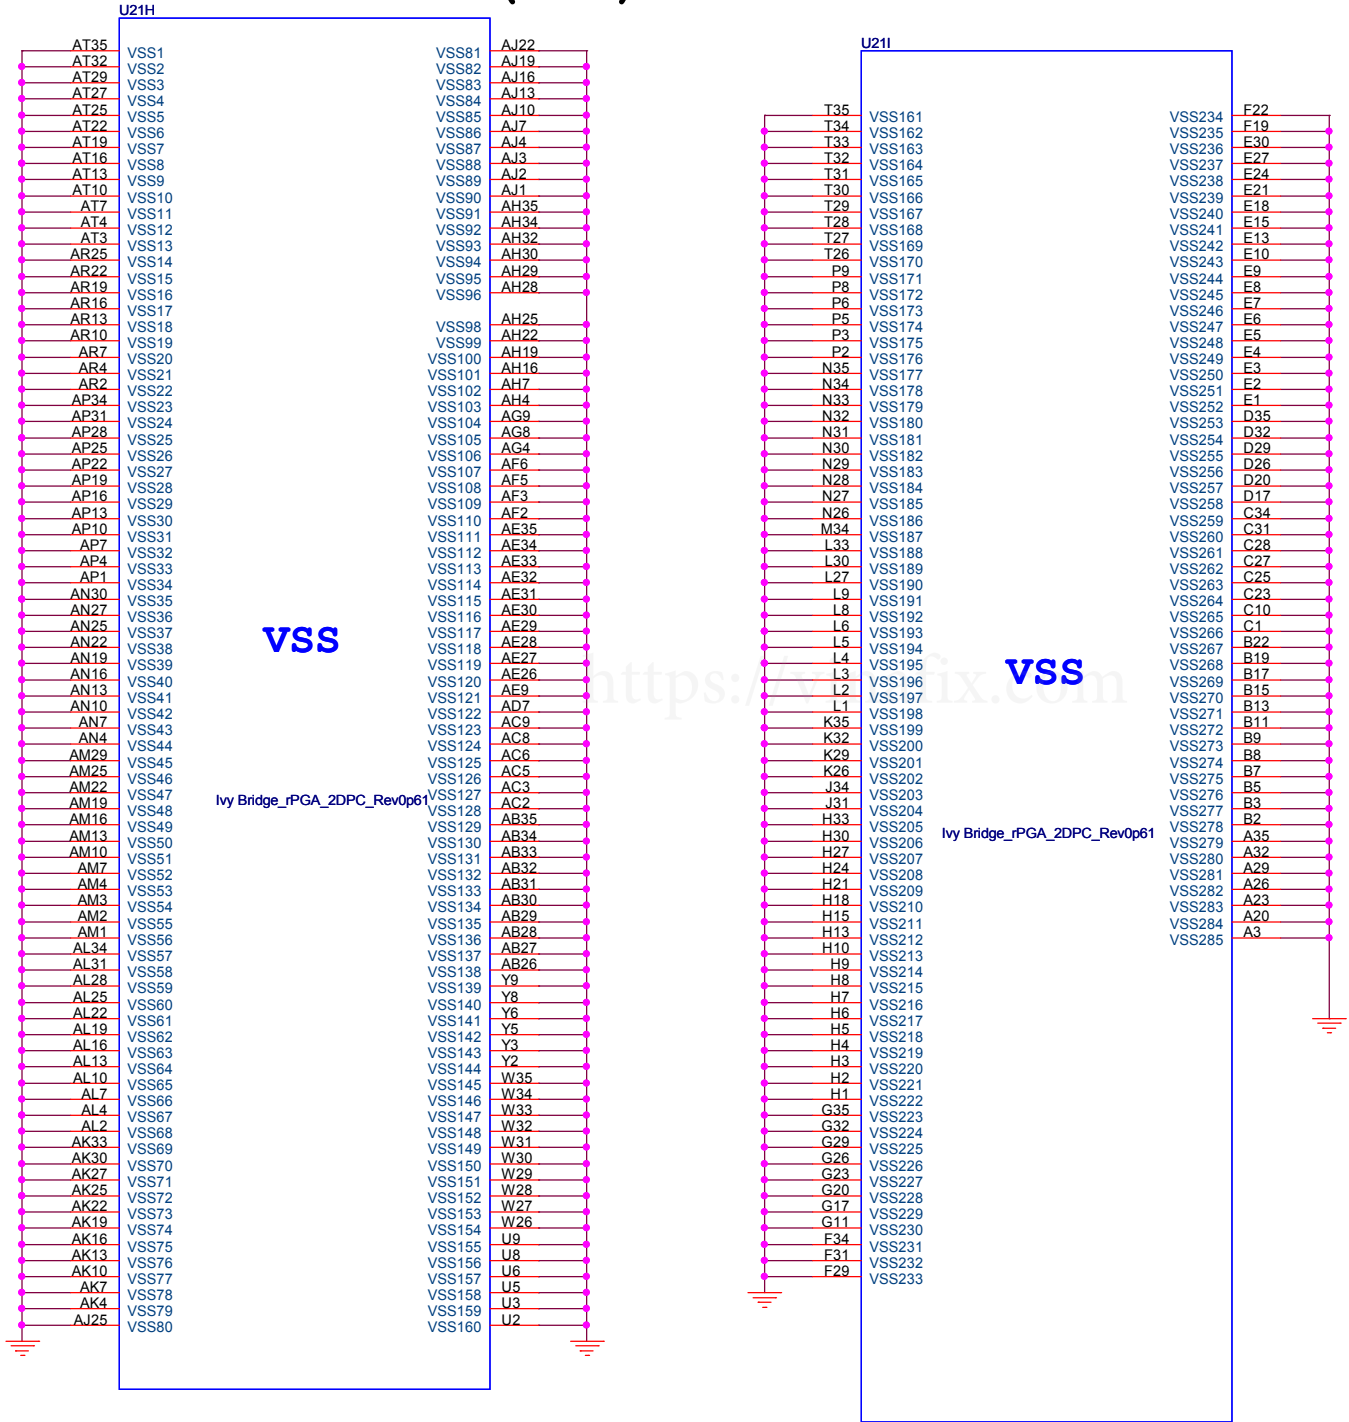 U21H
AT35 VSS1 VSS81 AJ22
AT32 VSS2 VSS82 AJ19
AT29 VSS3 VSS83 AJ16
AT27 VSS4 VSS84 AJ13
AT25 VSS5 VSS85 AJ10
AT22 VSS6 VSS86 AJ7
AT19 VSS7 VSS87 AJ4
AT16 VSS8 VSS88 AJ3
AT13 VSS9 VSS89 AJ2
AT10 VSS10 VSS90 AJ1
AT7 VSS11 VSS91 AH35
AT4 VSS12 VSS92 AH34
AT3 VSS13 VSS93 AH32
AR25 VSS14 VSS94 AH30
AR22 VSS15 VSS95 AH29
AR19 VSS16 VSS96 AH28
AR16 VSS17
AR13 VSS18 VSS98 AH25
AR10 VSS19 VSS99 AH22
AR7 VSS20 VSS100 AH19
AR4 VSS21 VSS101 AH16
AR2 VSS22 VSS102 AH7
AP34 VSS23 VSS103 AH4
AP31 VSS24 VSS104 AG9
AP28 VSS25 VSS105 AG8
AP25 VSS26 VSS106 AG4
AP22 VSS27 VSS107 AF6
AP19 VSS28 VSS108 AF5
AP16 VSS29 VSS109 AF3
AP13 VSS30 VSS110 AF2
AP10 VSS31 VSS111 AE35
AP7 VSS32 VSS112 AE34
AP4 VSS33 VSS113 AE33
AP1 VSS34 VSS114 AE32
AN30 VSS35 VSS115 AE31
AN27 VSS36 VSS116 AE30
AN25 VSS37 VSS117 AE29
AN22 VSS38 VSS118 AE28
AN19 VSS39 VSS119 AE27
AN16 VSS40 VSS120 AE26
AN13 VSS41 VSS121 AE9
AN10 VSS42 VSS122 AD7
AN7 VSS43 VSS123 AC9
AN4 VSS44 VSS124 AC8
AM29 VSS45 VSS125 AC6
AM25 VSS46 VSS126 AC5
AM22 VSS47 VSS127 AC3
AM19 VSS48 VSS128 AC2
AM16 VSS49 VSS129 AB35
AM13 VSS50 VSS130 AB34
AM10 VSS51 VSS131 AB33
AM7 VSS52 VSS132 AB32
AM4 VSS53 VSS133 AB31
AM3 VSS54 VSS134 AB30
AM2 VSS55 VSS135 AB29
AM1 VSS56 VSS136 AB28
AL34 VSS57 VSS137 AB27
AL31 VSS58 VSS138 AB26
AL28 VSS59 VSS139 Y9
AL25 VSS60 VSS140 Y8
AL22 VSS61 VSS141 Y6
AL19 VSS62 VSS142 Y5
AL16 VSS63 VSS143 Y3
AL13 VSS64 VSS144 Y2
AL10 VSS65 VSS145 W35
AL7 VSS66 VSS146 W34
AL4 VSS67 VSS147 W33
AL2 VSS68 VSS148 W32
AK33 VSS69 VSS149 W31
AK30 VSS70 VSS150 W30
AK27 VSS71 VSS151 W29
AK25 VSS72 VSS152 W28
AK22 VSS73 VSS153 W27
AK19 VSS74 VSS154 W26
AK16 VSS75 VSS155 U9
AK13 VSS76 VSS156 U8
AK10 VSS77 VSS157 U6
AK7 VSS78 VSS158 U5
AK4 VSS79 VSS159 U3
AJ25 VSS80 VSS160 U2
VSS
Ivy Bridge_rPGA_2DPC_Rev0p61
U21I
T35 VSS161 VSS234 F22
T34 VSS162 VSS235 F19
T33 VSS163 VSS236 E30
T32 VSS164 VSS237 E27
T31 VSS165 VSS238 E24
T30 VSS166 VSS239 E21
T29 VSS167 VSS240 E18
T28 VSS168 VSS241 E15
T27 VSS169 VSS242 E13
T26 VSS170 VSS243 E10
P9 VSS171 VSS244 E9
P8 VSS172 VSS245 E8
P6 VSS173 VSS246 E7
P5 VSS174 VSS247 E6
P3 VSS175 VSS248 E5
P2 VSS176 VSS249 E4
N35 VSS177 VSS250 E3
N34 VSS178 VSS251 E2
N33 VSS179 VSS252 E1
N32 VSS180 VSS253 D35
N31 VSS181 VSS254 D32
N30 VSS182 VSS255 D29
N29 VSS183 VSS256 D26
N28 VSS184 VSS257 D20
N27 VSS185 VSS258 D17
N26 VSS186 VSS259 C34
M34 VSS187 VSS260 C31
L33 VSS188 VSS261 C28
L30 VSS189 VSS262 C27
L27 VSS190 VSS263 C25
L9 VSS191 VSS264 C23
L8 VSS192 VSS265 C10
L6 VSS193 VSS266 C1
L5 VSS194 VSS267 B22
L4 VSS195 VSS268 B19
L3 VSS196 VSS269 B17
L2 VSS197 VSS270 B15
L1 VSS198 VSS271 B13
K35 VSS199 VSS272 B11
K32 VSS200 VSS273 B9
K29 VSS201 VSS274 B8
K26 VSS202 VSS275 B7
J34 VSS203 VSS276 B5
J31 VSS204 VSS277 B3
H33 VSS205 VSS278 B2
H30 VSS206 VSS279 A35
H27 VSS207 VSS280 A32
H24 VSS208 VSS281 A29
H21 VSS209 VSS282 A26
H18 VSS210 VSS283 A23
H15 VSS211 VSS284 A20
H13 VSS212 VSS285 A3
H10 VSS213
H9 VSS214
H8 VSS215
H7 VSS216
H6 VSS217
H5 VSS218
H4 VSS219
H3 VSS220
H2 VSS221
H1 VSS222
G35 VSS223
G32 VSS224
G29 VSS225
G26 VSS226
G23 VSS227
G20 VSS228
G17 VSS229
G11 VSS230
F34 VSS231
F31 VSS232
F29 VSS233
VSS
Ivy Bridge_rPGA_2DPC_Rev0p61